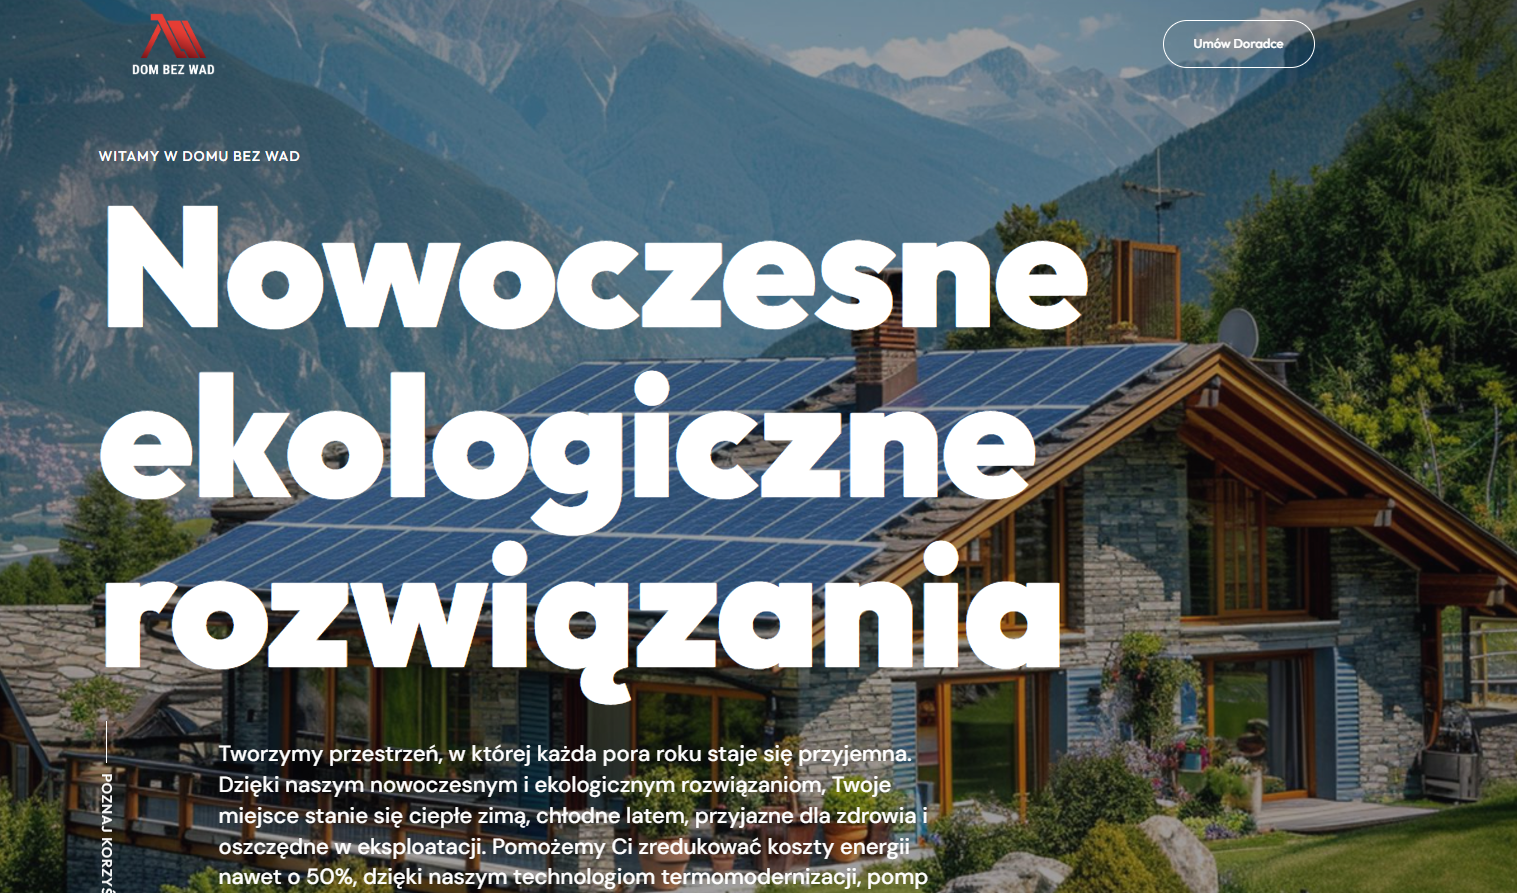 DOM BEZ WAD
Umów Doradce
WITAMY W DOMU BEZ WAD
Nowoczesne
ekologiczne
rozwiązania
Tworzymy przestrzeń, w której każda pora roku staje się przyjemna.
Dzięki naszym nowoczesnym i ekologicznym rozwiązaniom, Twoje
miejsce stanie się ciepłe zimą, chłodne latem, przyjazne dla zdrowia i
oszczędne w eksploatacji. Pomożemy Ci zredukować koszty energii
nawet o 50%, dzięki naszym technologiom termomodernizacji, pomp
POZNAJ